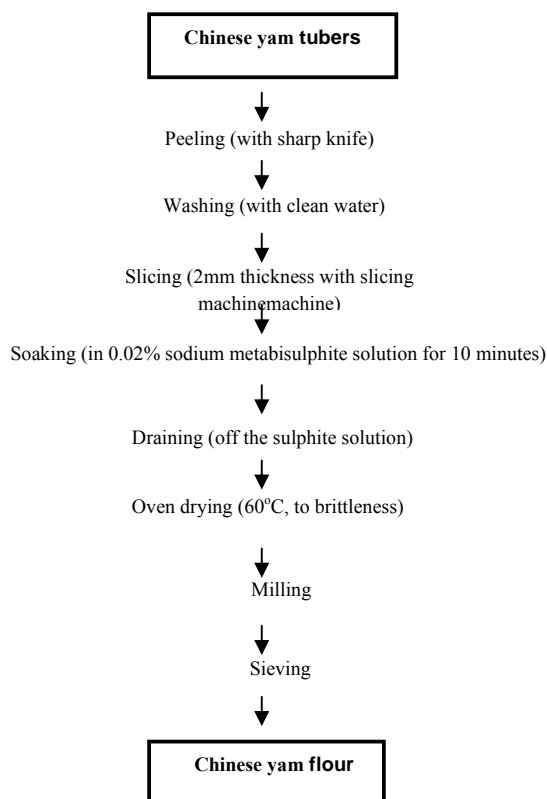 Chinese yam tubers
Peeling (with sharp knife)
Washing (with clean water)
Slicing (2mm thickness with slicing
machinemachine)
Soaking (in 0.02% sodium metabisulphite solution for 10 minutes)
Draining (off the sulphite solution)
Oven drying (60°C, to brittleness)
Milling
Sieving
Chinese yam flour